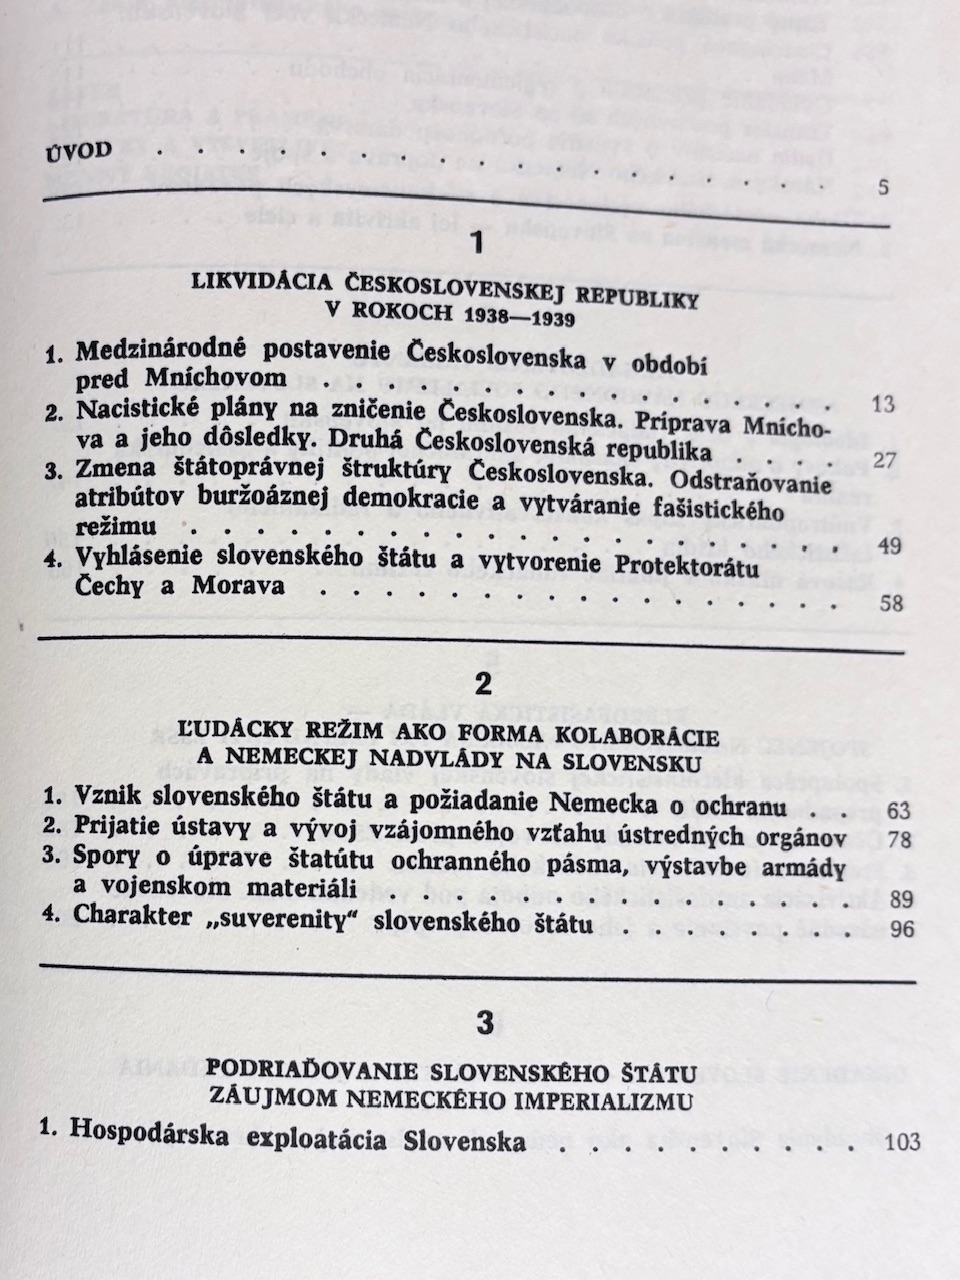 ÚVOD . . . . . . . . . . . . . . . . . 5
1
LIKVIDÁCIA ČESKOSLOVENSKEJ REPUBLIKY
V ROKOCH 1938—1939
1. Medzinárodné postavenie Československa v období
pred Mníchovom . . . . . . . . . . . . . . 13
2. Nacistické plány na zničenie Československa. Príprava Mnícho-
va a jeho dôsledky. Druhá Československá republika . . . . 27
3. Zmena štátoprávnej štruktúry Československa. Odstraňovanie
atribútov buržoáznej demokracie a vytváranie fašistického
režimu . . . . . . . . . . . . . . . . . 49
4. Vyhlásenie slovenského štátu a vytvorenie Protektorátu
Čechy a Morava . . . . . . . . . . . . . . 58
2
ĽUDÁCKY REŽIM AKO FORMA KOLABORÁCIE
A NEMECKEJ NADVLÁDY NA SLOVENSKU
1. Vznik slovenského štátu a požiadanie Nemecka o ochranu . . . 63
2. Prijatie ústavy a vývoj vzájomného vzťahu ústredných orgánov 78
3. Spory o úprave štatútu ochranného pásma, výstavbe armády
a vojenskom materiáli . . . . . . . . . . . . 89
4. Charakter „suverenity“ slovenského štátu . . . . . . . 96
3
PODRIAĎOVANIE SLOVENSKÉHO ŠTÁTU
ZÁUJMOM NEMECKÉHO IMPERIALIZMU
1. Hospodárska exploatácia Slovenska . . . . . . . . . 103